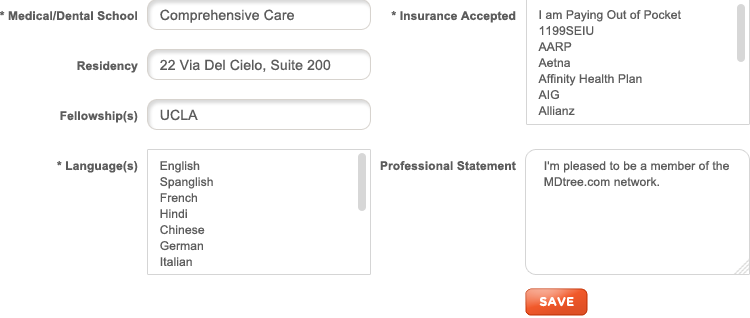 * Medical/Dental School Comprehensive Care
Residency 22 Via Del Cielo, Suite 200
Fellowship(s) UCLA
* Language(s)
English
Spanglish
French
Hindi
Chinese
German
Italian
* Insurance Accepted
I am Paying Out of Pocket
1199SEIU
AARP
Aetna
Affinity Health Plan
AIG
Allianz
Professional Statement
I'm pleased to be a member of the
MDtree.com network.
SAVE